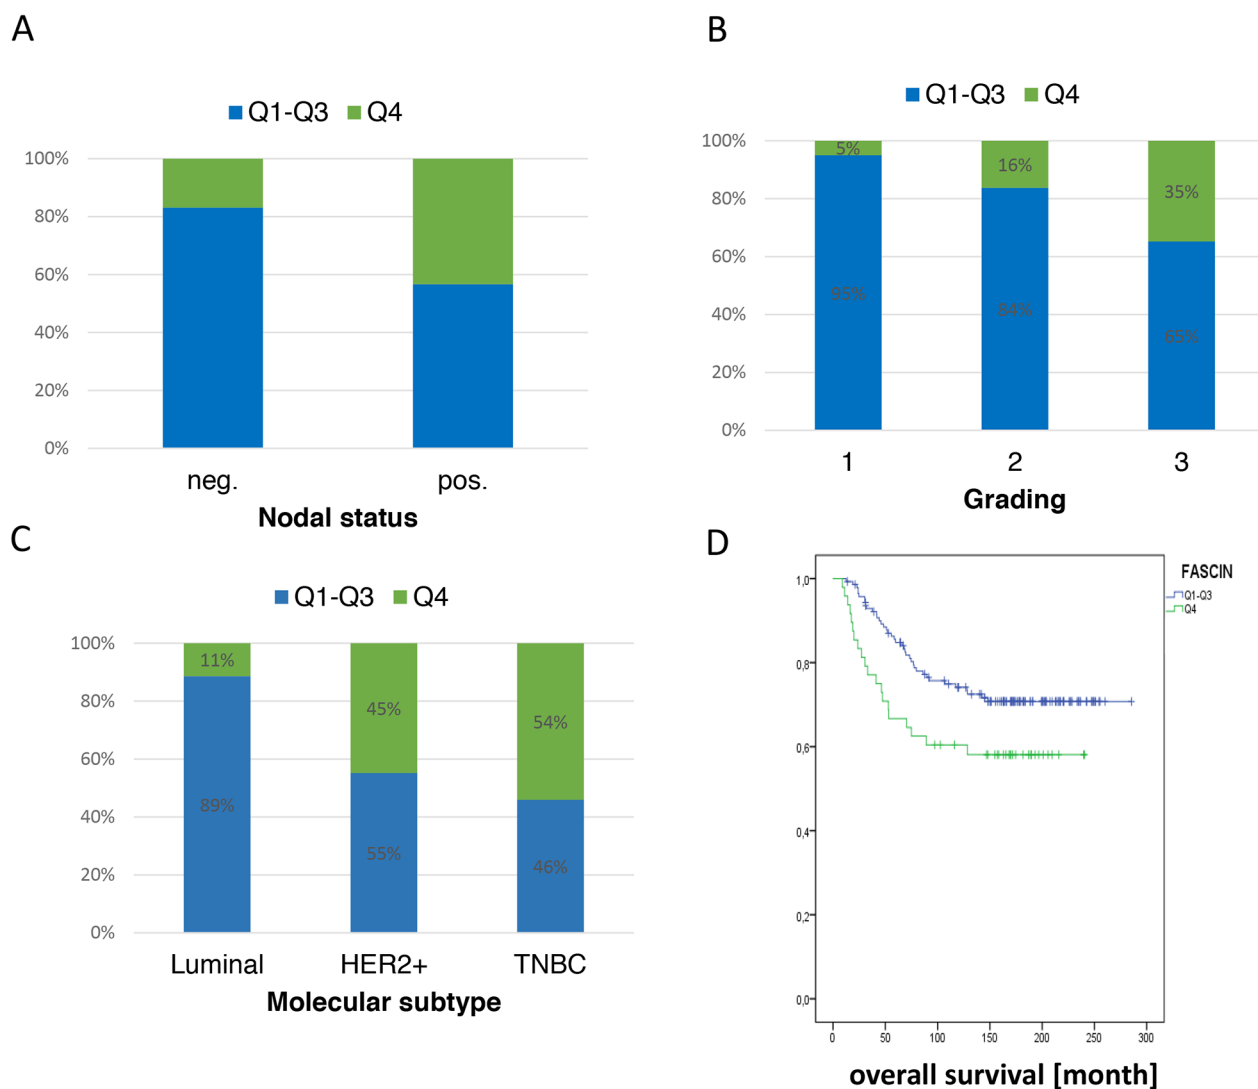 A
Q1-Q3 Q4
100%
80%
60%
40%
20%
0%
neg. pos.
Nodal status
B
Q1-Q3 Q4
100%
80%
60%
40%
20%
0%
5% 16% 35%
95% 84% 65%
1 2 3
Grading
C
Q1-Q3 Q4
100%
80%
60%
40%
20%
0%
11% 45% 54%
89% 55% 46%
Luminal HER2+ TNBC
Molecular subtype
D
FASCIN
Q1-Q3
Q4
1,0
0,8
0,6
0,4
0,2
0,0
0 50 100 150 200 250 300
overall survival [month]